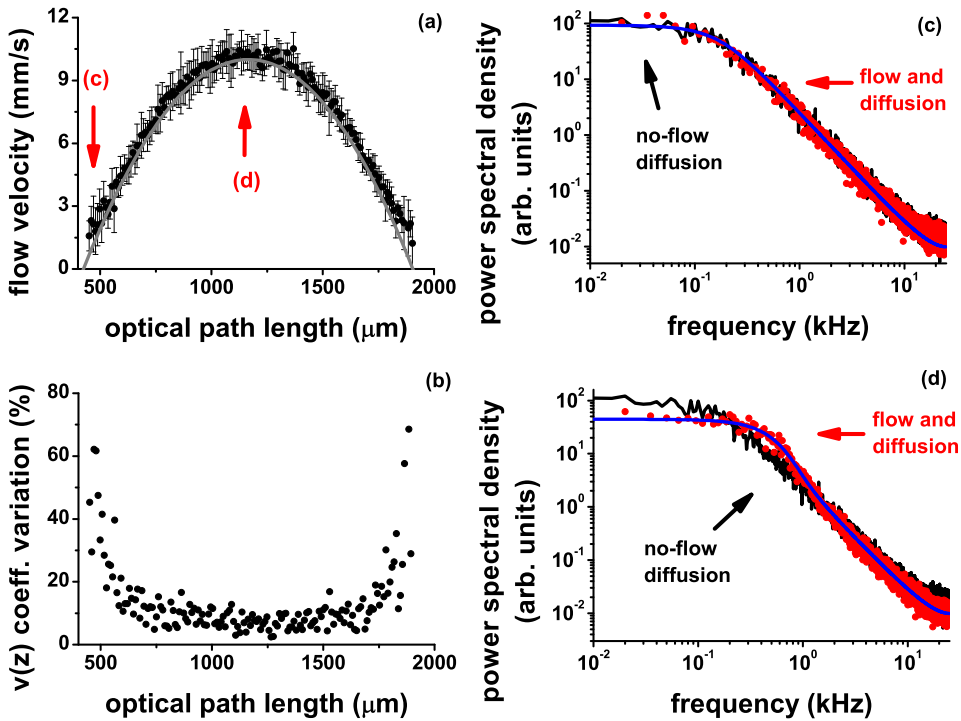 (a)
flow velocity (mm/s)
12
9
6
3
0
(c)
(d)
500
1000
1500
2000
optical path length (μm)
(c)
power spectral density
(arb. units)
10²
10¹
10⁰
10⁻¹
10⁻²
flow and
diffusion
no-flow
diffusion
10⁻²
10⁻¹
10⁰
10¹
frequency (kHz)
(b)
v(z) coeff. variation (%)
80
60
40
20
0
500
1000
1500
2000
optical path length (μm)
(d)
power spectral density
(arb. units)
10²
10¹
10⁰
10⁻¹
10⁻²
flow and
diffusion
no-flow
diffusion
10⁻²
10⁻¹
10⁰
10¹
frequency (kHz)